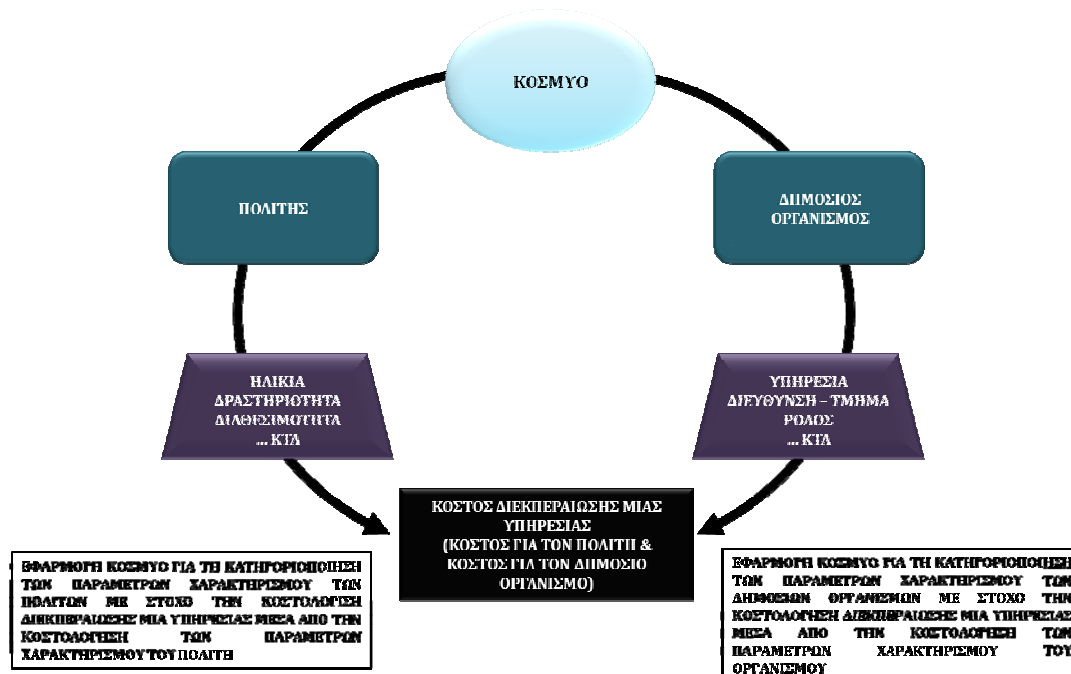 ΚΟΣΜΥΟ
ΠΟΛΙΤΗΣ
ΔΗΜΟΣΙΟΣ
ΟΡΓΑΝΙΣΜΟΣ
ΗΛΙΚΙΑ
ΔΡΑΣΤΗΡΙΟΤΗΤΑ
ΔΙΑΘΕΣΙΜΟΤΗΤΑ
... ΚΤΛ
ΥΠΗΡΕΣΙΑ
ΔΙΕΥΘΥΝΣΗ – ΤΜΗΜΑ
ΡΟΛΟΣ
... ΚΤΛ
ΚΟΣΤΟΣ ΔΙΕΚΠΕΡΑΙΩΣΗΣ ΜΙΑΣ
ΥΠΗΡΕΣΙΑΣ
(ΚΟΣΤΟΣ ΓΙΑ ΤΟΝ ΠΟΛΙΤΗ &
ΚΟΣΤΟΣ ΓΙΑ ΤΟΝ ΔΗΜΟΣΙΟ
ΟΡΓΑΝΙΣΜΟ)
ΕΦΑΡΜΟΓΗ ΚΟΣΜΥΟ ΓΙΑ ΤΗ ΚΑΤΗΓΟΡΙΟΠΟΙΗΣΗ
ΤΩΝ ΠΑΡΑΜΕΤΡΩΝ ΧΑΡΑΚΤΗΡΙΣΜΟΥ ΤΩΝ
ΠΟΛΙΤΩΝ ΜΕ ΣΤΟΧΟ ΤΗΝ ΚΟΣΤΟΛΟΓΙΣΗ
ΔΙΕΚΠΕΡΑΙΩΣΗΣ ΜΙΑ ΥΠΗΡΕΣΙΑΣ ΜΕΣΑ ΑΠΟ ΤΗΝ
ΚΟΣΤΟΛΟΓΗΣΗ ΤΩΝ ΠΑΡΑΜΕΤΡΩΝ
ΧΑΡΑΚΤΗΡΙΣΜΟΥ ΤΟΥ ΠΟΛΙΤΗ
ΕΦΑΡΜΟΓΗ ΚΟΣΜΥΟ ΓΙΑ ΤΗ ΚΑΤΗΓΟΡΙΟΠΟΙΗΣΗ
ΤΩΝ ΠΑΡΑΜΕΤΡΩΝ ΧΑΡΑΚΤΗΡΙΣΜΟΥ ΤΩΝ
ΔΗΜΟΣΙΩΝ ΟΡΓΑΝΙΣΜΩΝ ΜΕ ΣΤΟΧΟ ΤΗΝ
ΚΟΣΤΟΛΟΓΗΣΗ ΔΙΕΚΠΕΡΑΙΩΣΗΣ ΜΙΑ ΥΠΗΡΕΣΙΑΣ
ΜΕΣΑ ΑΠΟ ΤΗΝ ΚΟΣΤΟΛΟΓΗΣΗ ΤΩΝ
ΠΑΡΑΜΕΤΡΩΝ ΧΑΡΑΚΤΗΡΙΣΜΟΥ ΤΟΥ
ΟΡΓΑΝΙΣΜΟΥ